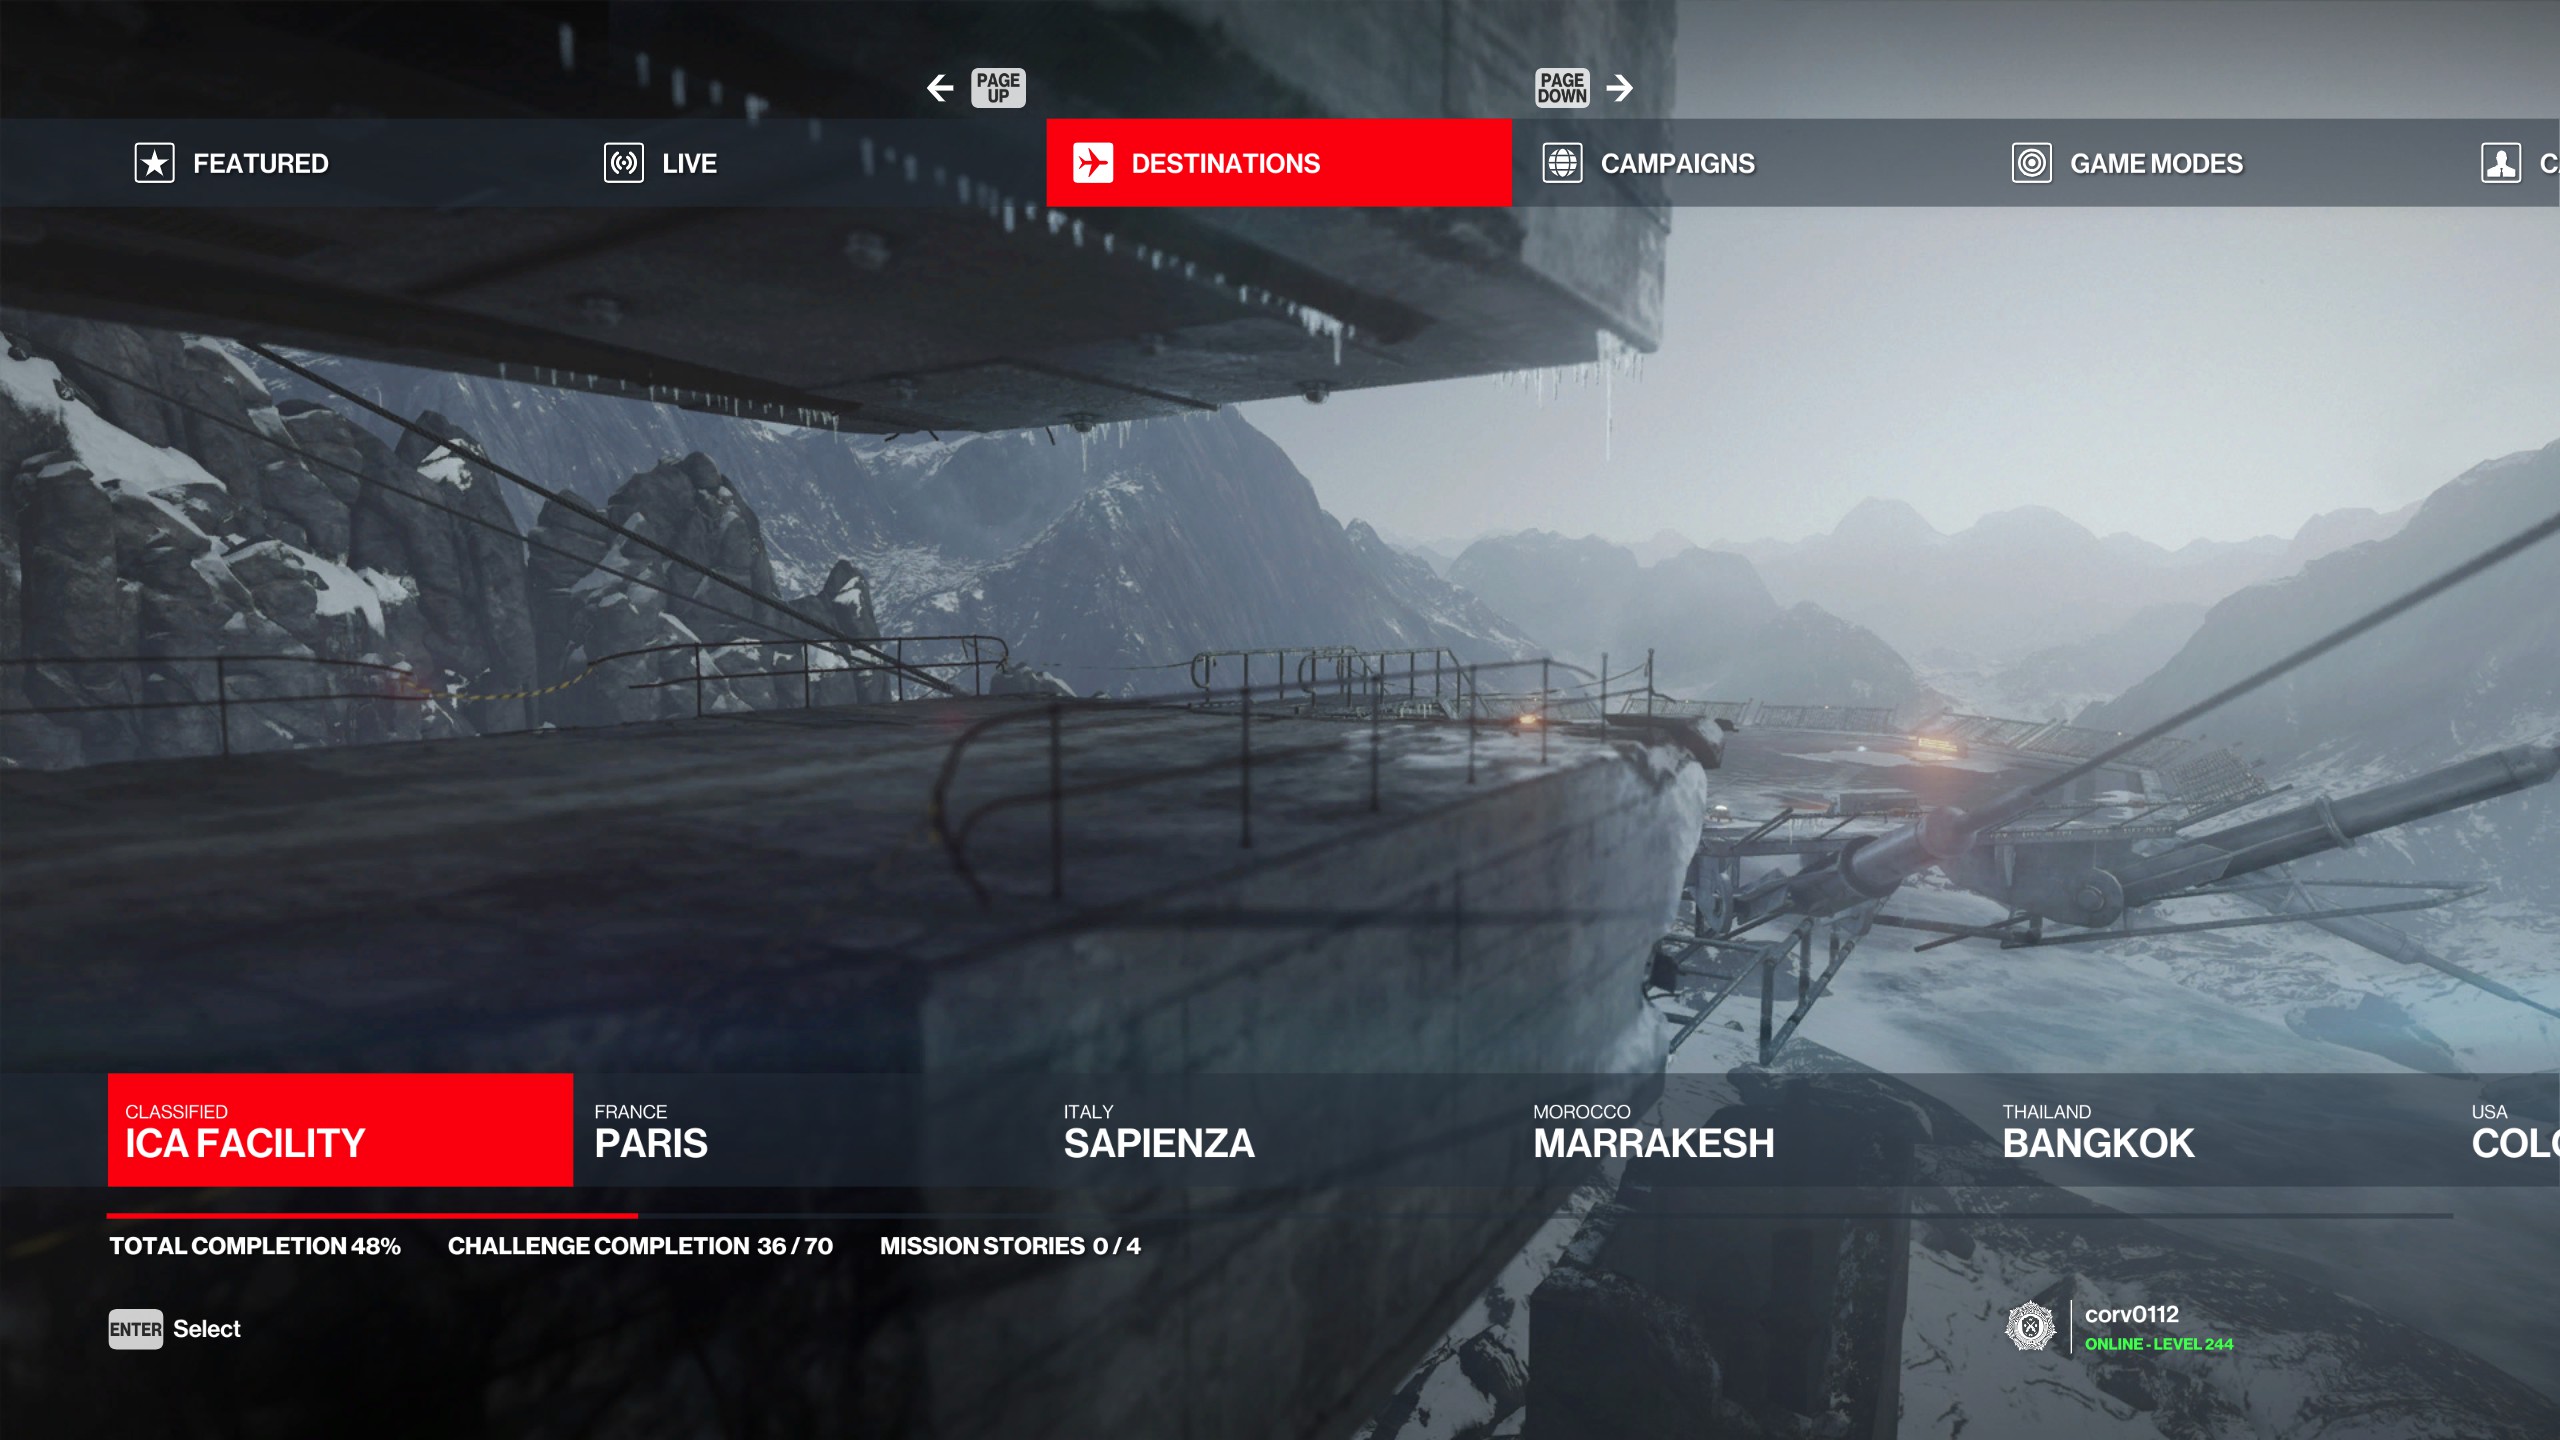 PAGE UP
PAGE DOWN
FEATURED
LIVE
DESTINATIONS
CAMPAIGNS
GAME MODES
CLASSIFIED
ICA FACILITY
FRANCE
PARIS
ITALY
SAPIENZA
MOROCCO
MARRAKESH
THAILAND
BANGKOK
USA
TOTAL COMPLETION 48%
CHALLENGE COMPLETION 36 / 70
MISSION STORIES 0 / 4
ENTER
Select
corv0112
ONLINE - LEVEL 244